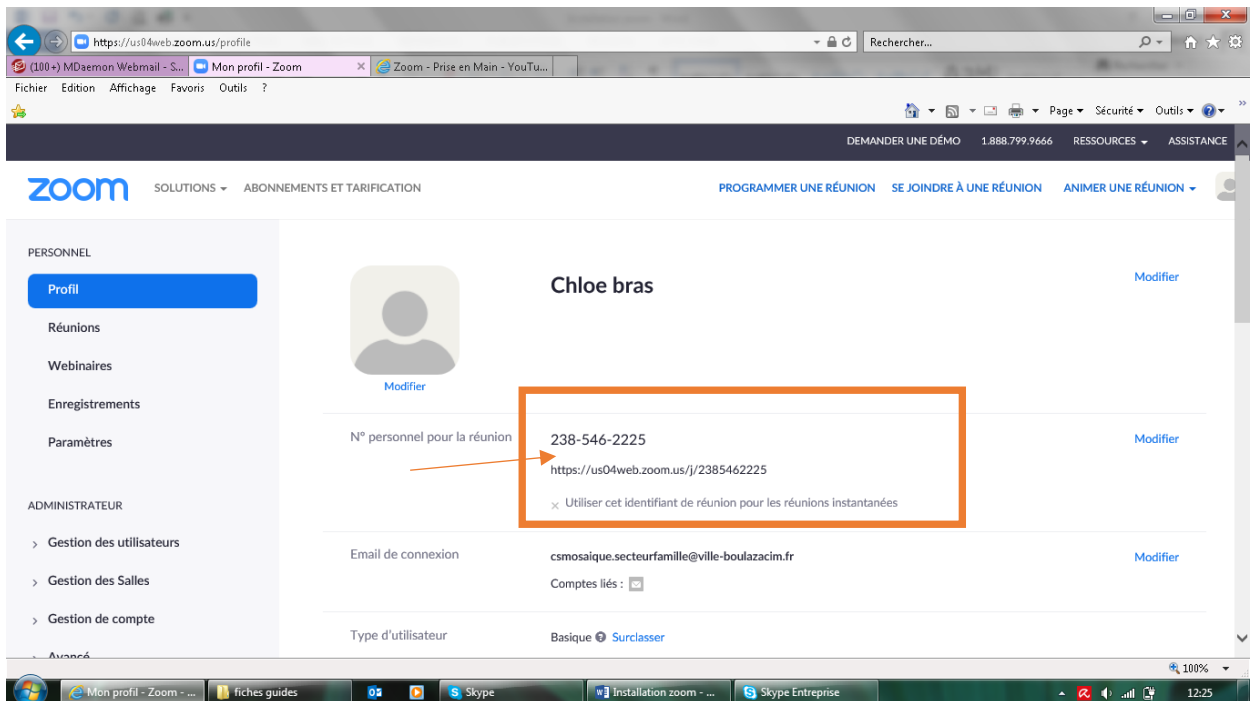 https://us04web.zoom.us/profile
Rechercher...
(100+) MDaemon Webmail - S...
Mon profil - Zoom
Zoom - Prise en Main - YouTu...
Fichier Edition Affichage Favoris Outils ?
Page Sécurité Outils
DEMANDER UNE DÉMO 1.888.799.9666 RESSOURCES ASSISTANCE
zoom SOLUTIONS ABONNEMENTS ET TARIFICATION PROGRAMMER UNE RÉUNION SE JOINDRE À UNE RÉUNION ANIMER UNE RÉUNION
PERSONNEL
Profil
Réunions
Webinaires
Enregistrements
Paramètres
ADMINISTRATEUR
Gestion des utilisateurs
Gestion des Salles
Gestion de compte
Avancé
Chloe bras
Modifier
Modifier
N° personnel pour la réunion
238-546-2225
Modifier
https://us04web.zoom.us/j/2385462225
Utiliser cet identifiant de réunion pour les réunions instantanées
Email de connexion
csmosaique.secteurfamille@ville-boulazacim.fr
Modifier
Comptes liés :
Type d'utilisateur
Basique Surclasser
100%
Mon profil - Zoom - ...
fiches guides
Skype
Installation zoom - ...
Skype Entreprise
12:25